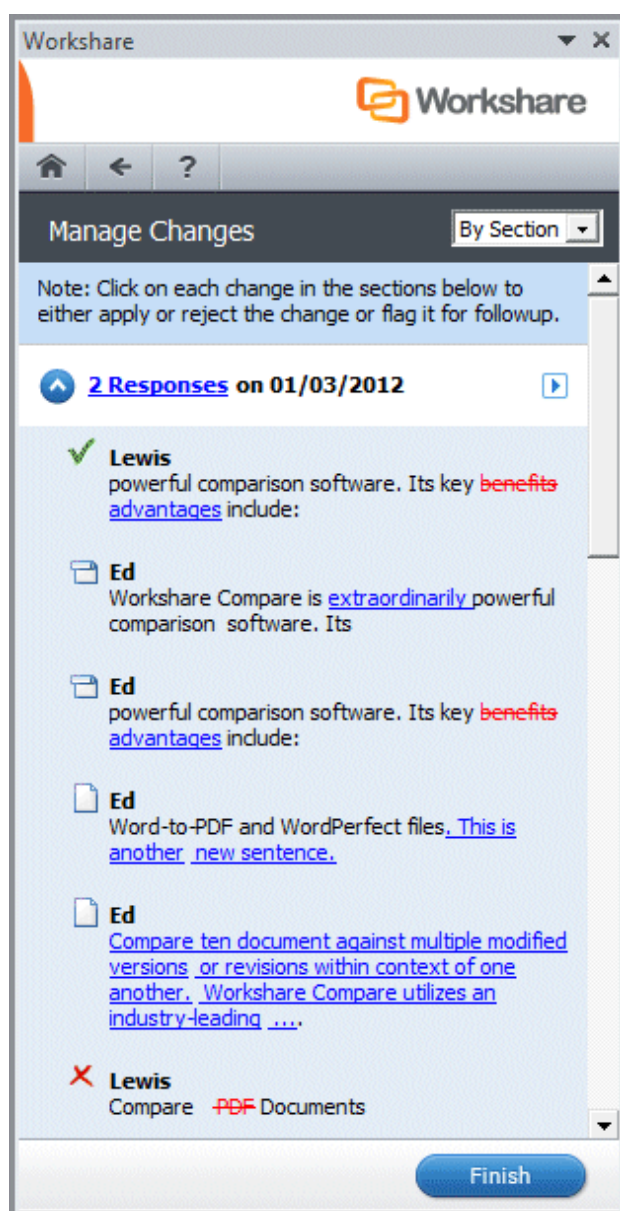 Workshare
Workshare
?
Manage Changes
By Section
Note: Click on each change in the sections below to
either apply or reject the change or flag it for followup.
2 Responses on 01/03/2012
Lewis
powerful comparison software. Its key benefits
advantages include:
Ed
Workshare Compare is extraordinarily powerful
comparison software. Its
Ed
powerful comparison software. Its key benefits
advantages include:
Ed
Word-to-PDF and WordPerfect files. This is
another new sentence.
Ed
Compare ten document against multiple modified
versions or revisions within context of one
another. Workshare Compare utilizes an
industry-leading ....
Lewis
Compare PDF Documents
Finish